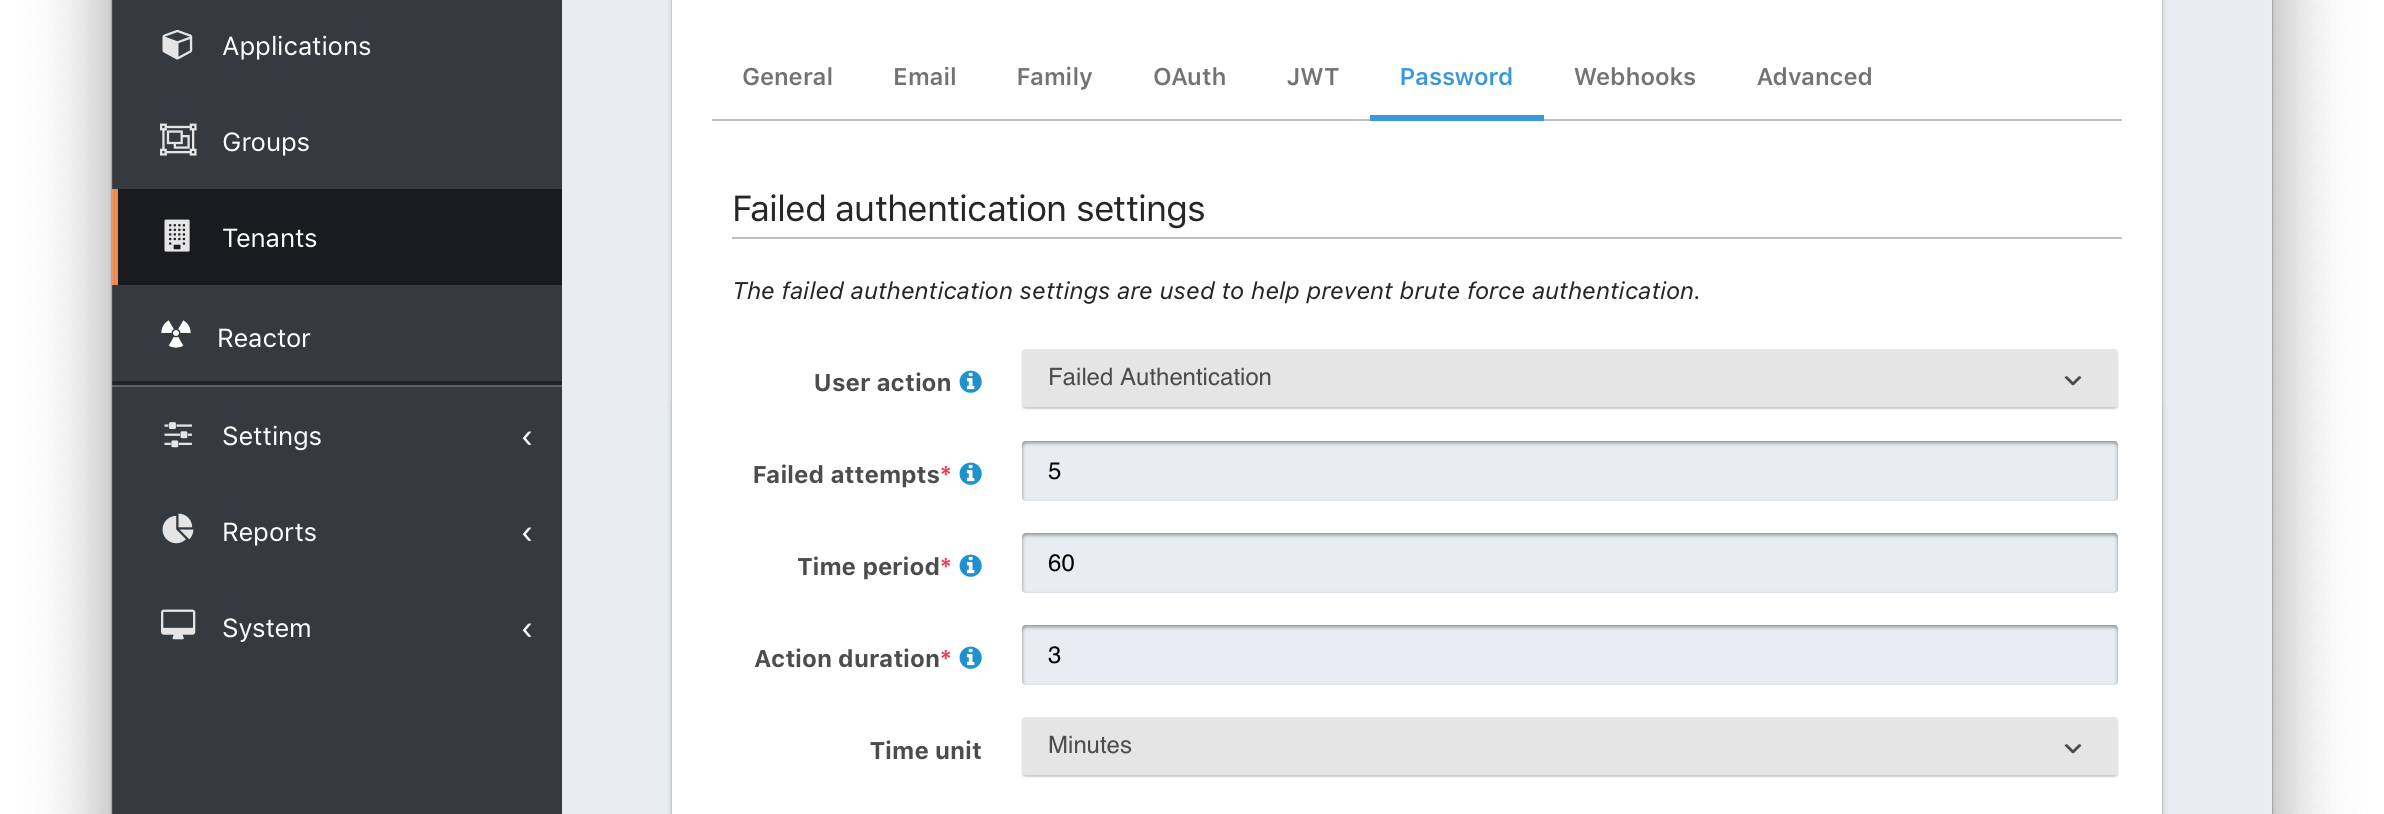 Applications
Groups
Tenants
Reactor
Settings
Reports
System
General Email Family OAuth JWT Password Webhooks Advanced
Failed authentication settings
The failed authentication settings are used to help prevent brute force authentication.
User action Failed Authentication
Failed attempts* 5
Time period* 60
Action duration* 3
Time unit Minutes